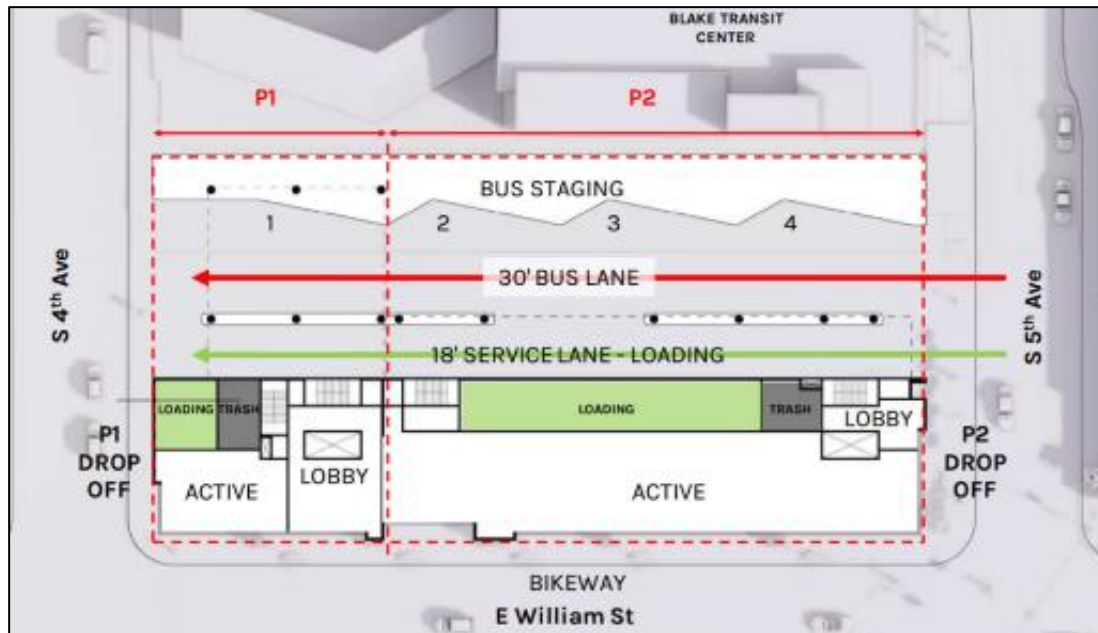 BLAKE TRANSIT
CENTER
P1
P2
BUS STAGING
1
2
3
4
30' BUS LANE
S 4th Ave
S 5th Ave
18' SERVICE LANE - LOADING
LOADING
TRASH
LOADING
TRASH
LOBBY
P1
DROP
OFF
LOBBY
P2
DROP
OFF
ACTIVE
ACTIVE
BIKEWAY
E William St